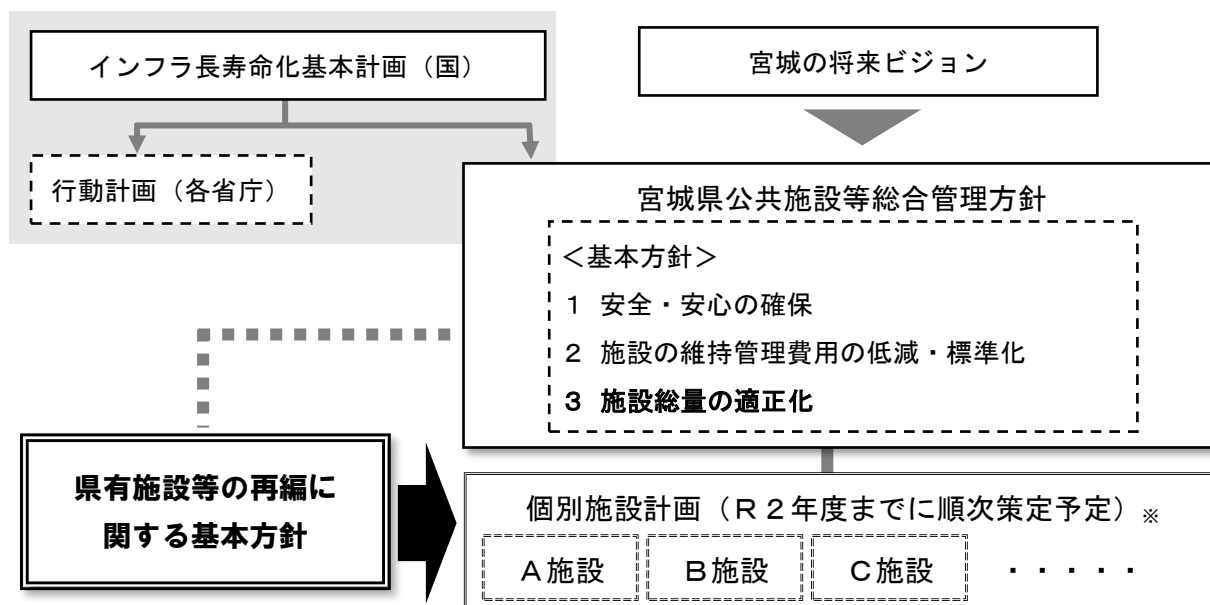 インフラ長寿命化基本計画（国）
宮城の将来ビジョン
行動計画（各省庁）
宮城県公共施設等総合管理方針
＜基本方針＞
１ 安全・安心の確保
２ 施設の維持管理費用の低減・標準化
３ 施設総量の適正化
県有施設等の再編に
関する基本方針
個別施設計画（Ｒ２年度までに順次策定予定）※
Ａ施設 Ｂ施設 Ｃ施設 ・・・・・